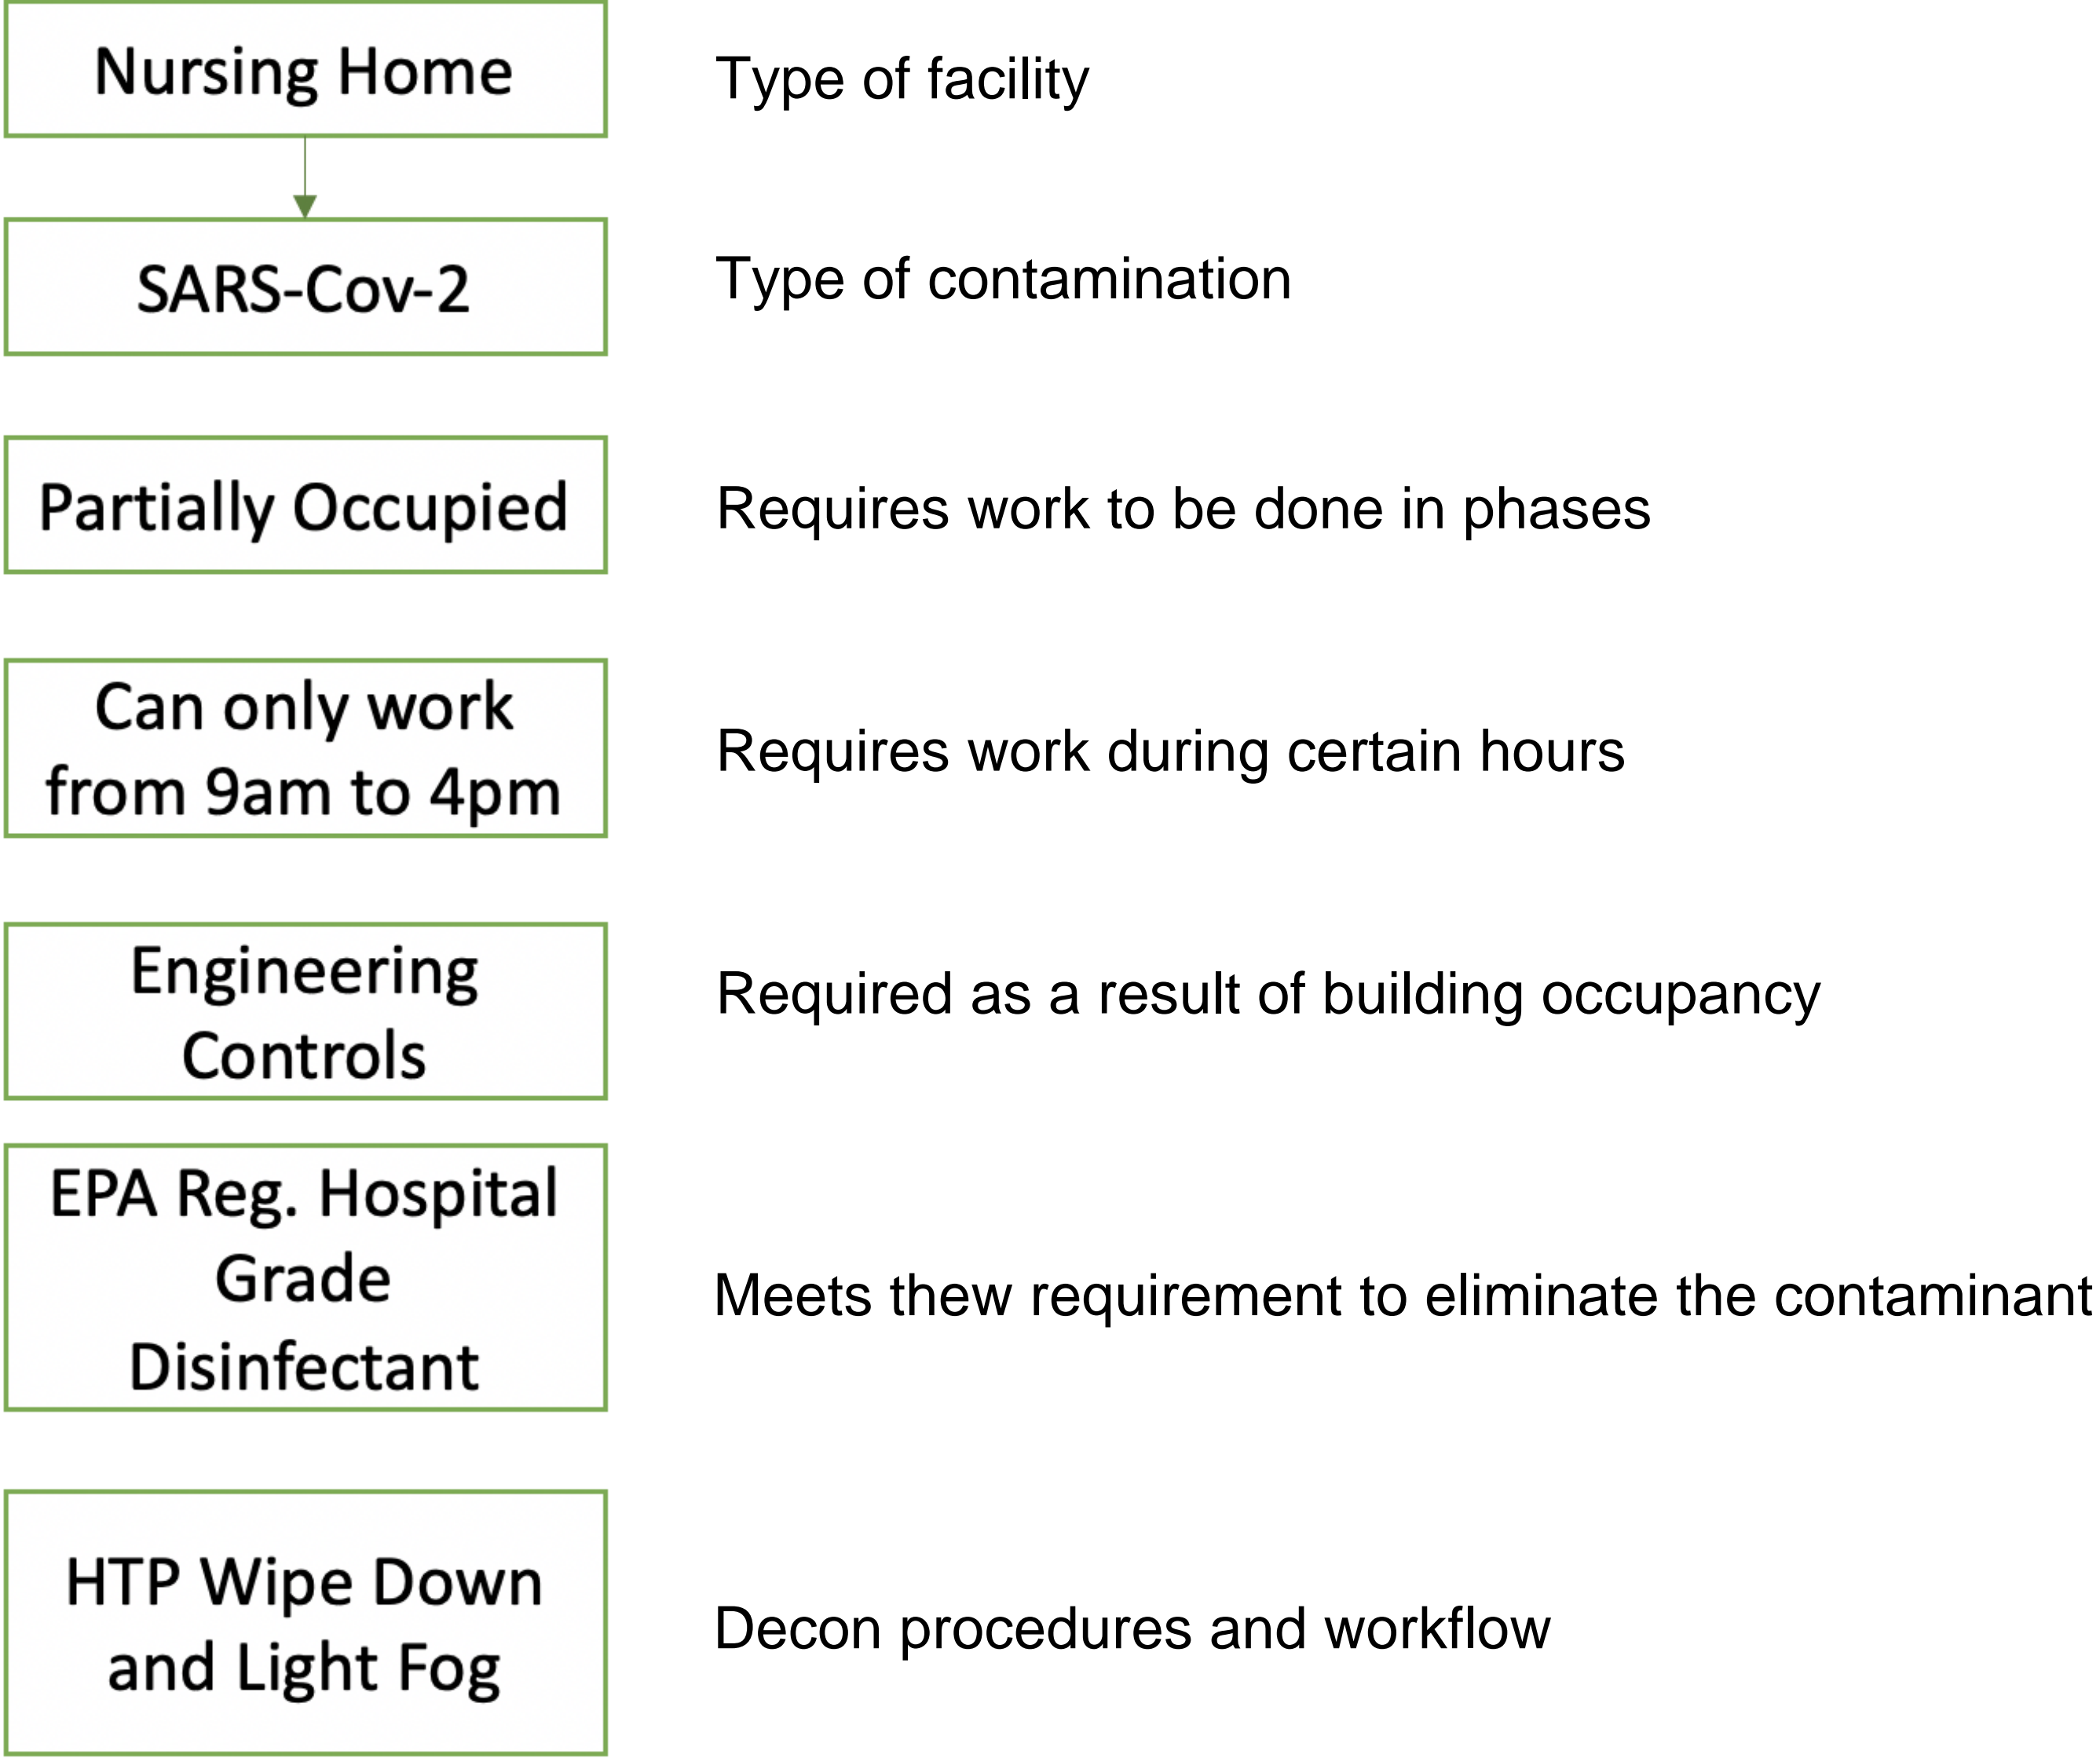 Nursing Home
Type of facility
SARS-Cov-2
Type of contamination
Partially Occupied
Requires work to be done in phases
Can only work
from 9am to 4pm
Requires work during certain hours
Engineering
Controls
Required as a result of building occupancy
EPA Reg. Hospital
Grade
Disinfectant
Meets thew requirement to eliminate the contaminant
HTP Wipe Down
and Light Fog
Decon procedures and workflow